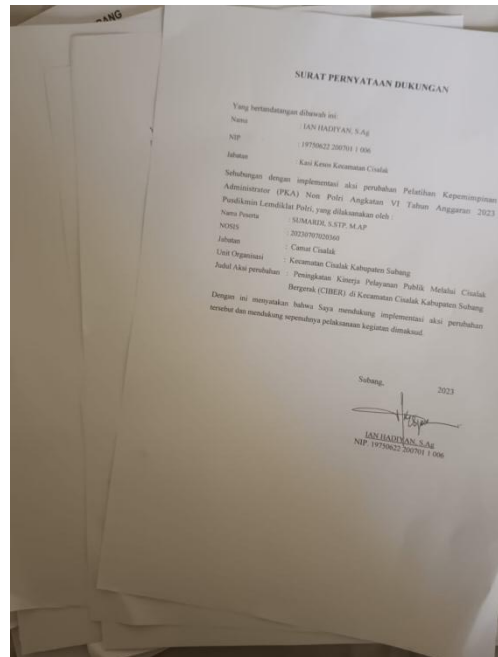 ANG
SURAT PERNYATAAN DUKUNGAN
Yang bertandatangan dibawah ini:
Nama : IAN HADIYAN, S.Ag
NIP : 19750622 200701 1 006
Jabatan : Kasi Kesos Kecamatan Cisalak
Sehubungan dengan implementasi aksi perubahan Pelatihan Kepemimpinan
Administrator (PKA) Non Polri Angkatan VI Tahun Anggaran 2023
Pusdikmin Lemdiklat Polri, yang dilaksanakan oleh :
Nama Peserta : SUMARDI, S.STP, M.AP
NOSIS : 20230707020560
Jabatan : Camat Cisalak
Unit Organisasi : Kecamatan Cisalak Kabupaten Subang
Judul Aksi perubahan : Peningkatan Kinerja Pelayanan Publik Melalui Cisalak
Bergerak (CIBER) di Kecamatan Cisalak Kabupaten Subang
Dengan ini menyatakan bahwa Saya mendukung implementasi aksi perubahan
tersebut dan mendukung sepenuhnya pelaksanaan kegiatan dimaksud.
Subang, 2023
IAN HADIYAN, S.Ag
NIP. 19750622 200701 1 006